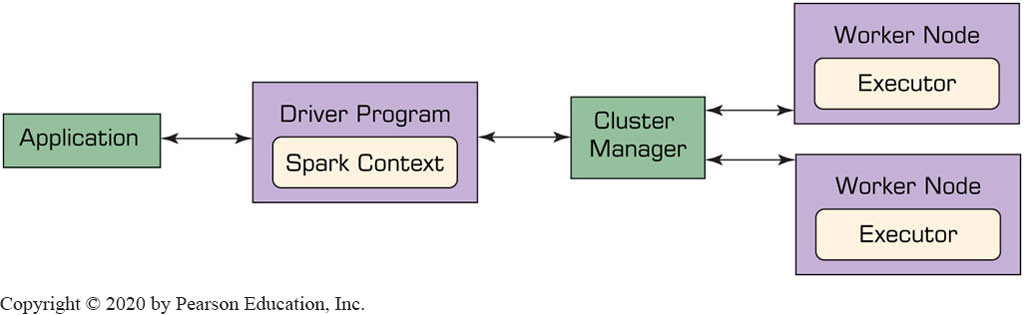 Application
Driver Program
Spark Context
Cluster
Manager
Worker Node
Executor
Worker Node
Executor
Copyright © 2020 by Pearson Education, Inc.